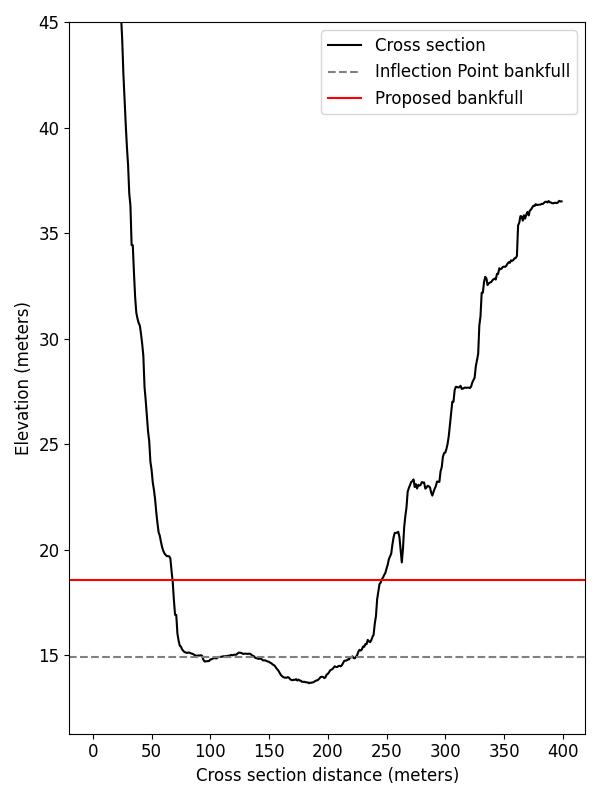 45
40
35
30
25
20
15
Elevation (meters)
Cross section
Inflection Point bankfull
Proposed bankfull
0 50 100 150 200 250 300 350 400
Cross section distance (meters)